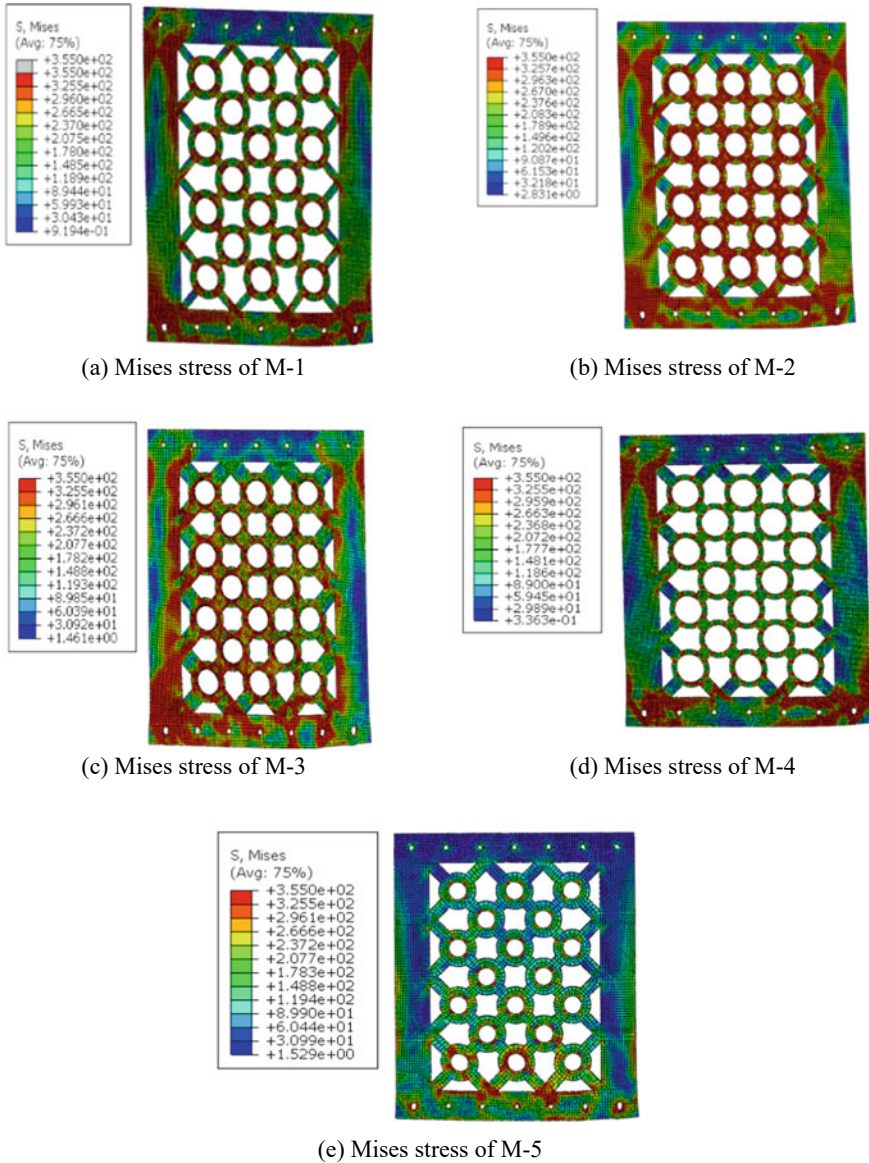 S, Mises
(Avg: 75%)
+3.550e+02
+3.550e+02
+3.255e+02
+2.960e+02
+2.665e+02
+2.370e+02
+2.075e+02
+1.780e+02
+1.485e+02
+1.189e+02
+8.944e+01
+5.993e+01
+3.043e+01
+9.194e-01
S, Mises
(Avg: 75%)
+3.550e+02
+3.257e+02
+2.963e+02
+2.670e+02
+2.376e+02
+2.083e+02
+1.789e+02
+1.496e+02
+1.202e+02
+9.087e+01
+6.153e+01
+3.218e+01
+2.831e+00
(a) Mises stress of M-1
(b) Mises stress of M-2
S, Mises
(Avg: 75%)
+3.550e+02
+3.255e+02
+2.961e+02
+2.666e+02
+2.372e+02
+2.077e+02
+1.782e+02
+1.488e+02
+1.193e+02
+8.985e+01
+6.039e+01
+3.092e+01
+1.461e+00
S, Mises
(Avg: 75%)
+3.550e+02
+3.255e+02
+2.959e+02
+2.663e+02
+2.368e+02
+2.072e+02
+1.777e+02
+1.481e+02
+1.186e+02
+8.900e+01
+5.945e+01
+2.989e+01
+3.363e-01
(c) Mises stress of M-3
(d) Mises stress of M-4
S, Mises
(Avg: 75%)
+3.550e+02
+3.255e+02
+2.961e+02
+2.666e+02
+2.372e+02
+2.077e+02
+1.783e+02
+1.488e+02
+1.194e+02
+8.990e+01
+6.044e+01
+3.099e+01
+1.529e+00
(e) Mises stress of M-5